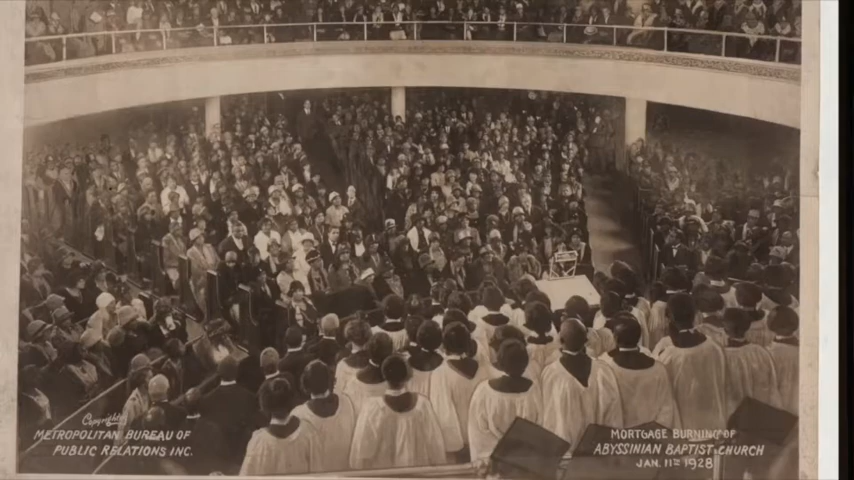 Copyright
METROPOLITAN BUREAU OF
PUBLIC RELATIONS INC.
MORTGAGE BURNING OF
ABYSSINIAN BAPTIST CHURCH
JAN. 11TH 1928